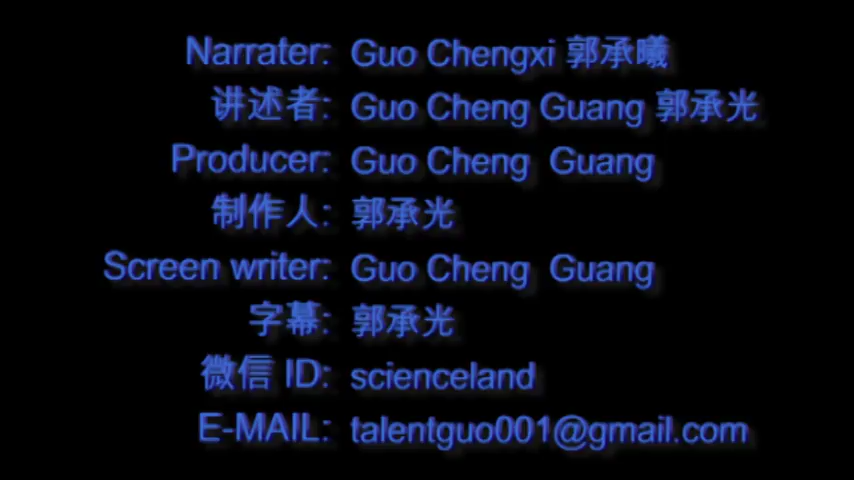 Narrater: Guo Chengxi 郭承曦
讲述者: Guo Cheng Guang 郭承光
Producer: Guo Cheng Guang
制作人: 郭承光
Screen writer: Guo Cheng Guang
字幕: 郭承光
微信 ID: scienceland
E-MAIL: talentguo001@gmail.com